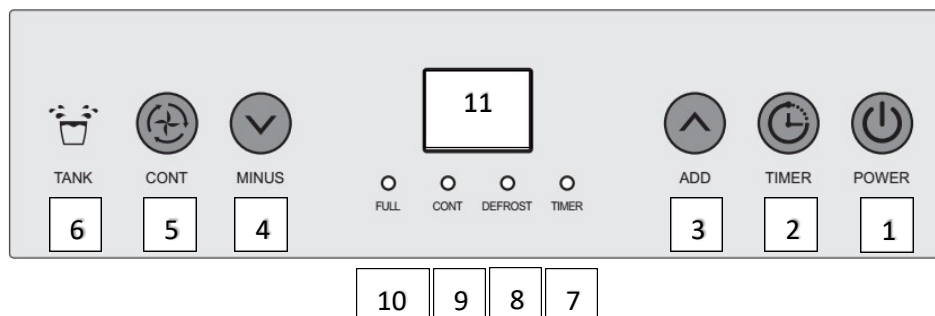 11
TANK CONT MINUS ADD TIMER POWER
FULL CONT DEFROST TIMER
6 5 4 3 2 1
10 9 8 7